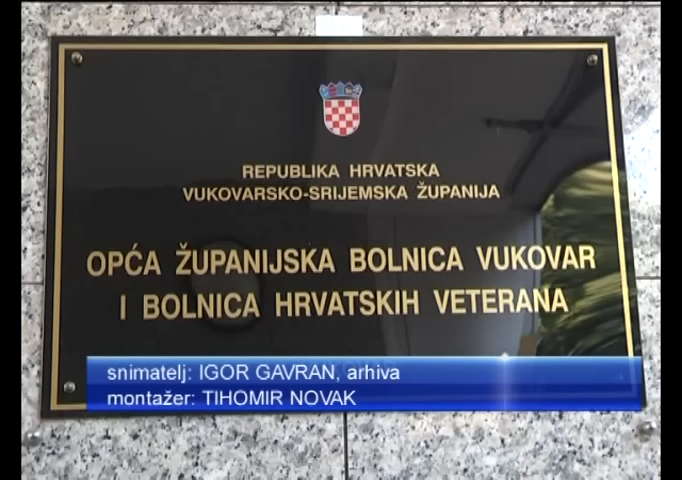 REPUBLIKA HRVATSKA
VUKOVARSKO-SRIJEMSKA ŽUPANIJA
OPĆA ŽUPANIJSKA BOLNICA VUKOVAR
I BOLNICA HRVATSKIH VETERANA
snimatelj: IGOR GAVRAN, arhiva
montažer: TIHOMIR NOVAK